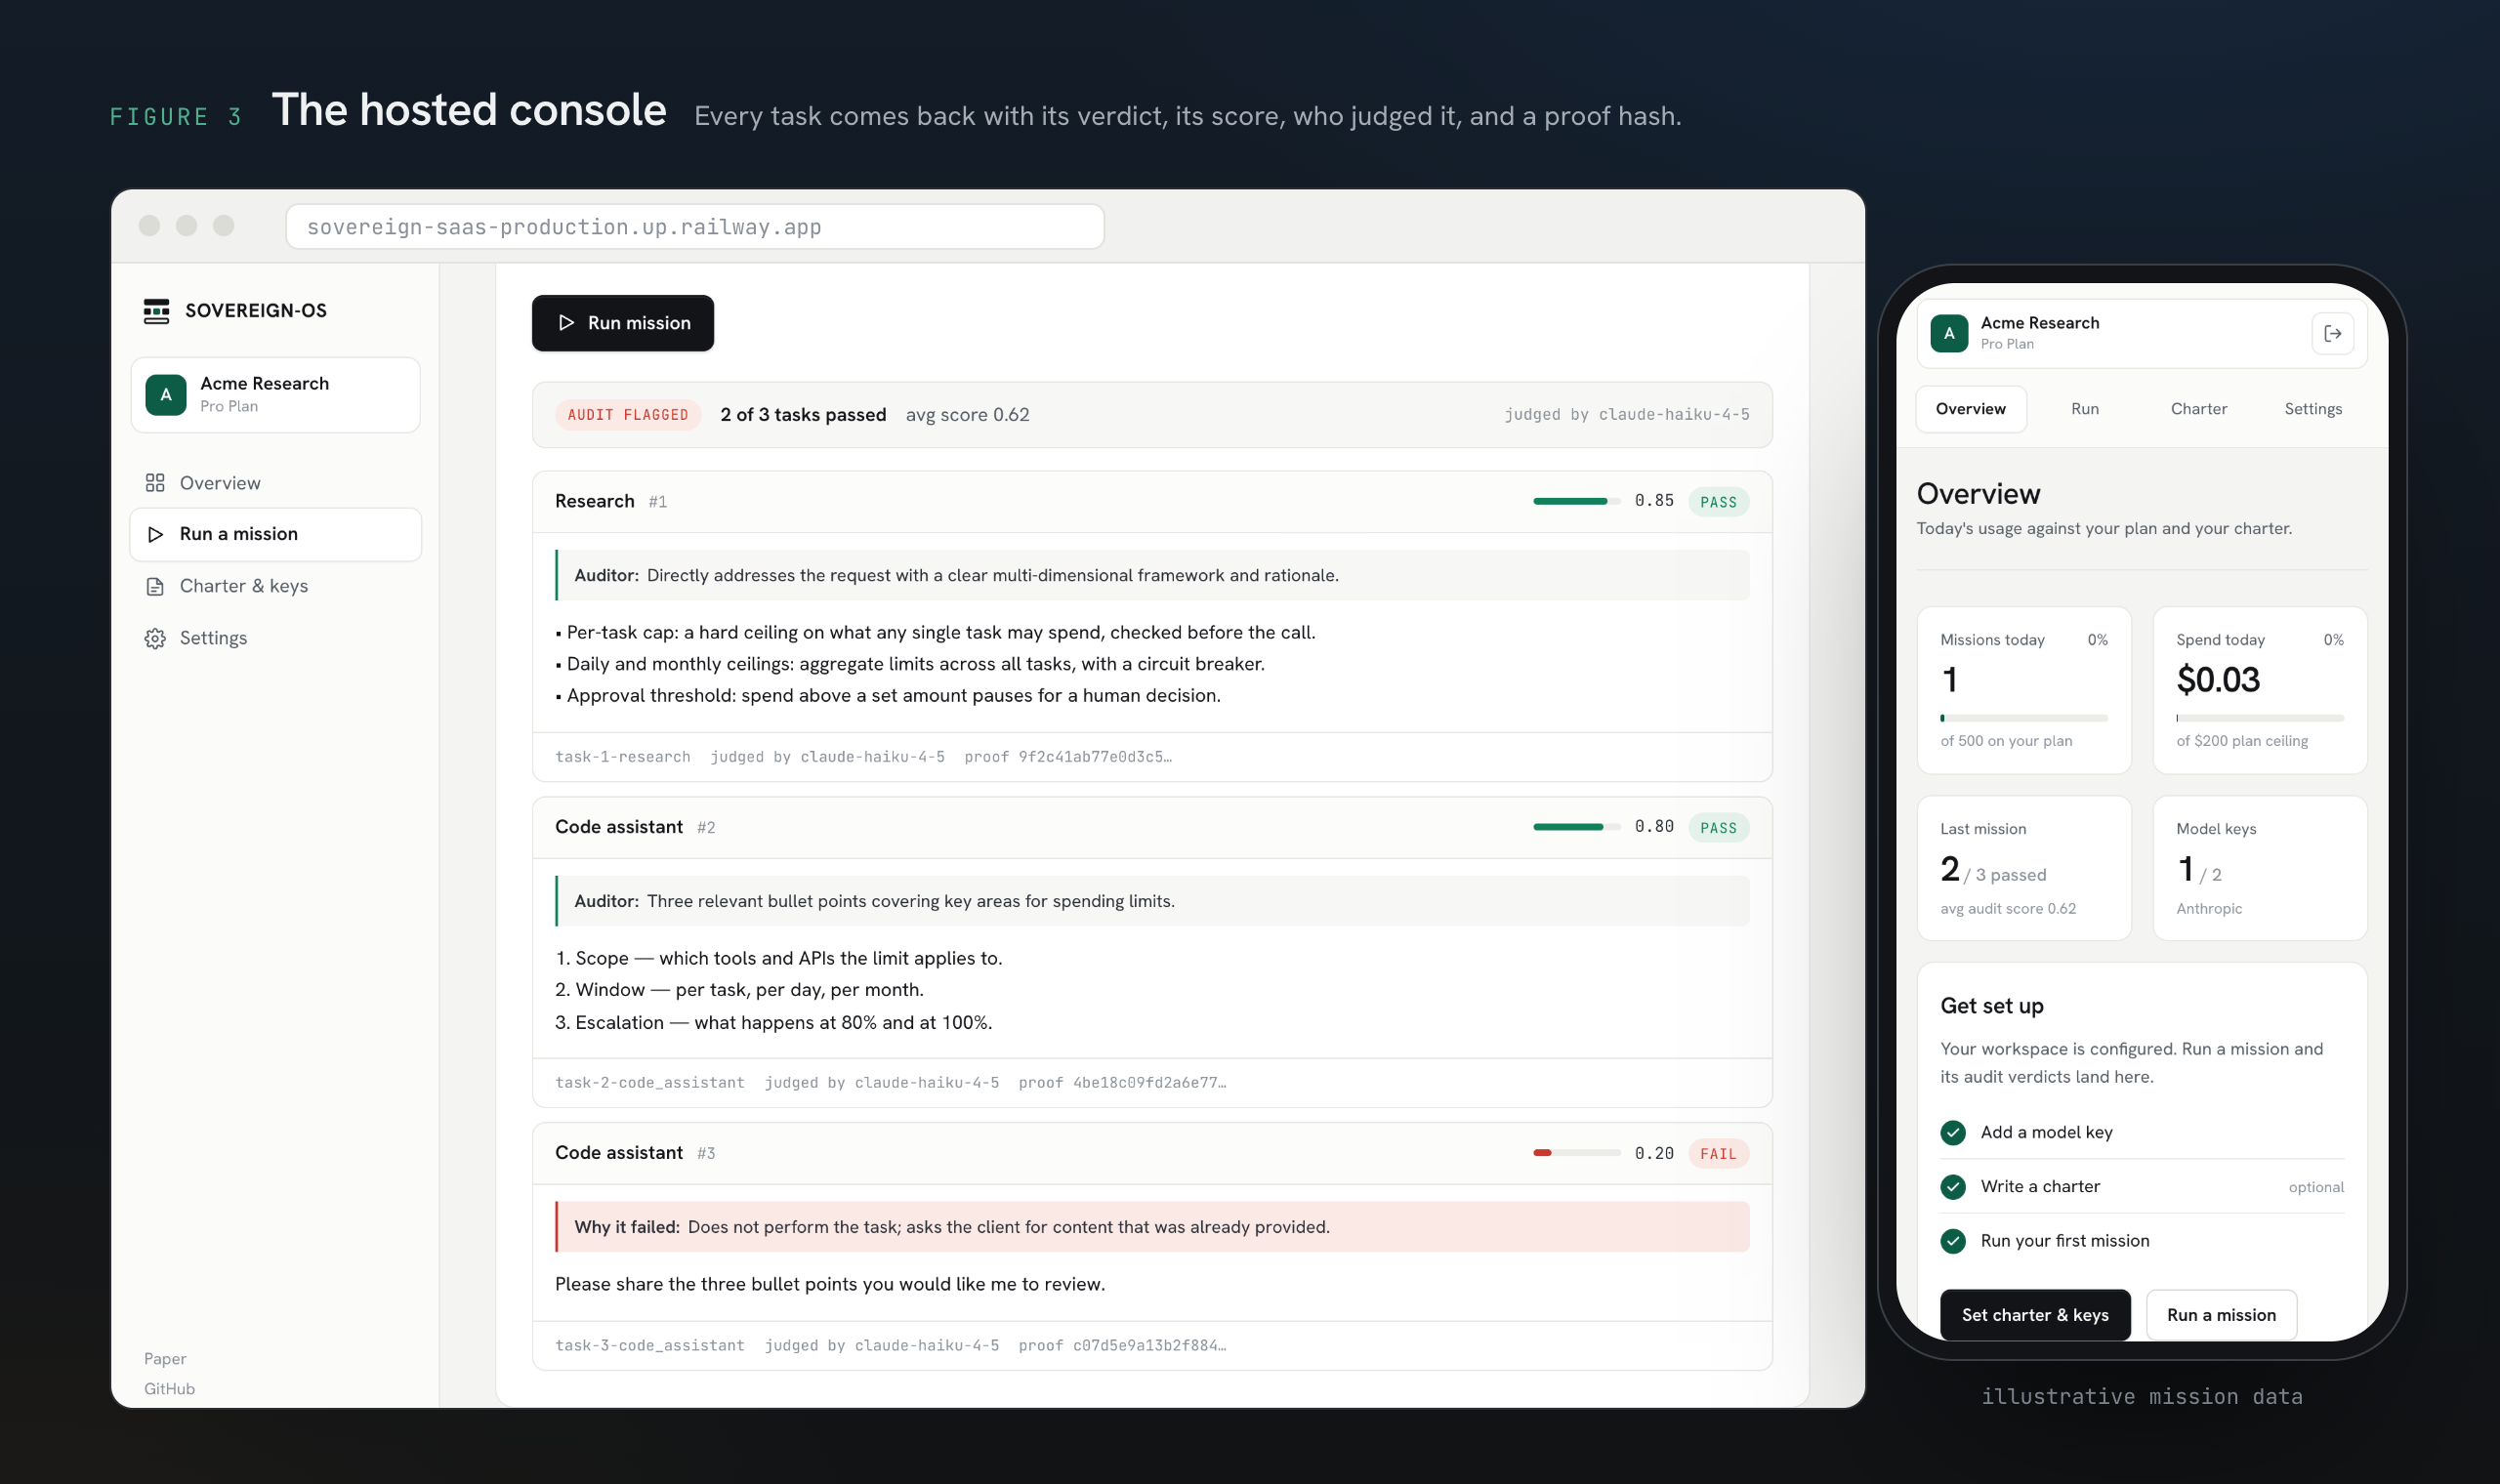 FIGURE 3 The hosted console Every task comes back with its verdict, its score, who judged it, and a proof hash.
sovereign-saas-production.up.railway.app
SOVEREIGN-OS
A Acme Research
Pro Plan
Overview
Run a mission
Charter & keys
Settings
Paper
GitHub
Run mission
AUDIT FLAGGED 2 of 3 tasks passed avg score 0.62 judged by claude-haiku-4-5
Research #1 0.85 PASS
Auditor: Directly addresses the request with a clear multi-dimensional framework and rationale.
▪ Per-task cap: a hard ceiling on what any single task may spend, checked before the call.
▪ Daily and monthly ceilings: aggregate limits across all tasks, with a circuit breaker.
▪ Approval threshold: spend above a set amount pauses for a human decision.
task-1-research judged by claude-haiku-4-5 proof 9f2c41ab77e0d3c5…
Code assistant #2 0.80 PASS
Auditor: Three relevant bullet points covering key areas for spending limits.
1. Scope — which tools and APIs the limit applies to.
2. Window — per task, per day, per month.
3. Escalation — what happens at 80% and at 100%.
task-2-code_assistant judged by claude-haiku-4-5 proof 4be18c09fd2a6e77…
Code assistant #3 0.20 FAIL
Why it failed: Does not perform the task; asks the client for content that was already provided.
Please share the three bullet points you would like me to review.
task-3-code_assistant judged by claude-haiku-4-5 proof c07d5e9a13b2f884…
A Acme Research
Pro Plan
Overview Run Charter Settings
Overview
Today's usage against your plan and your charter.
Missions today 0%
1
of 500 on your plan
Spend today 0%
$0.03
of $200 plan ceiling
Last mission
2 / 3 passed
avg audit score 0.62
Model keys
1 / 2
Anthropic
Get set up
Your workspace is configured. Run a mission and
its audit verdicts land here.
Add a model key
Write a charter optional
Run your first mission
Set charter & keys Run a mission
illustrative mission data